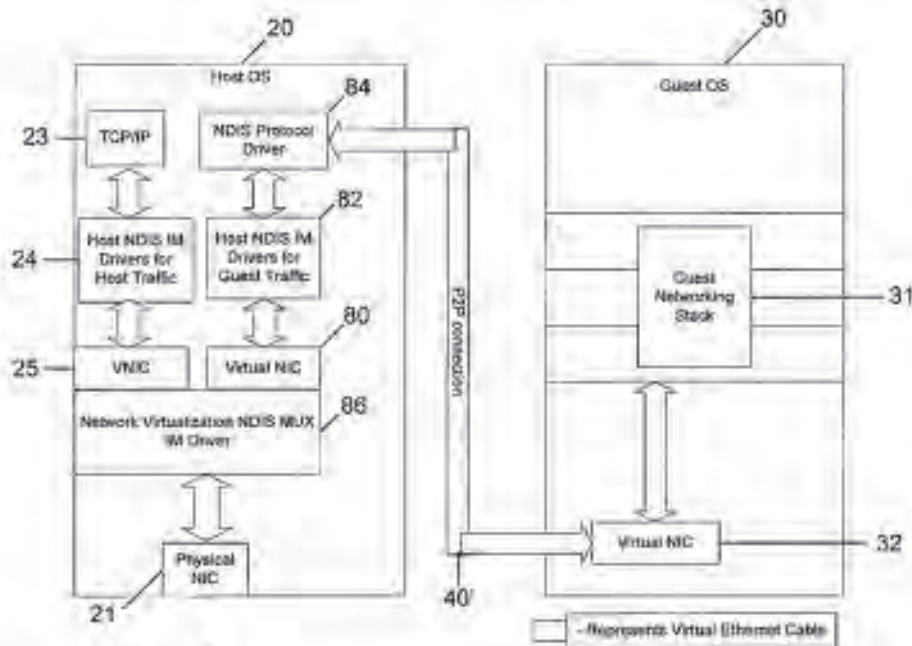 20
30
Host OS
Guest OS
84
23
TCP/IP
NDIS Protocol
Driver
82
24
Host NDIS IM
Drivers for
Host Traffic
Host NDIS IM
Drivers for
Guest Traffic
P2P connection
Guest
Networking
Stack
31
80
25
VNIC
Virtual NIC
86
Network Virtualization NDIS MUX
IM Driver
Virtual NIC
32
Physical
NIC
21
40'
- Represents Virtual Ethernet Cable